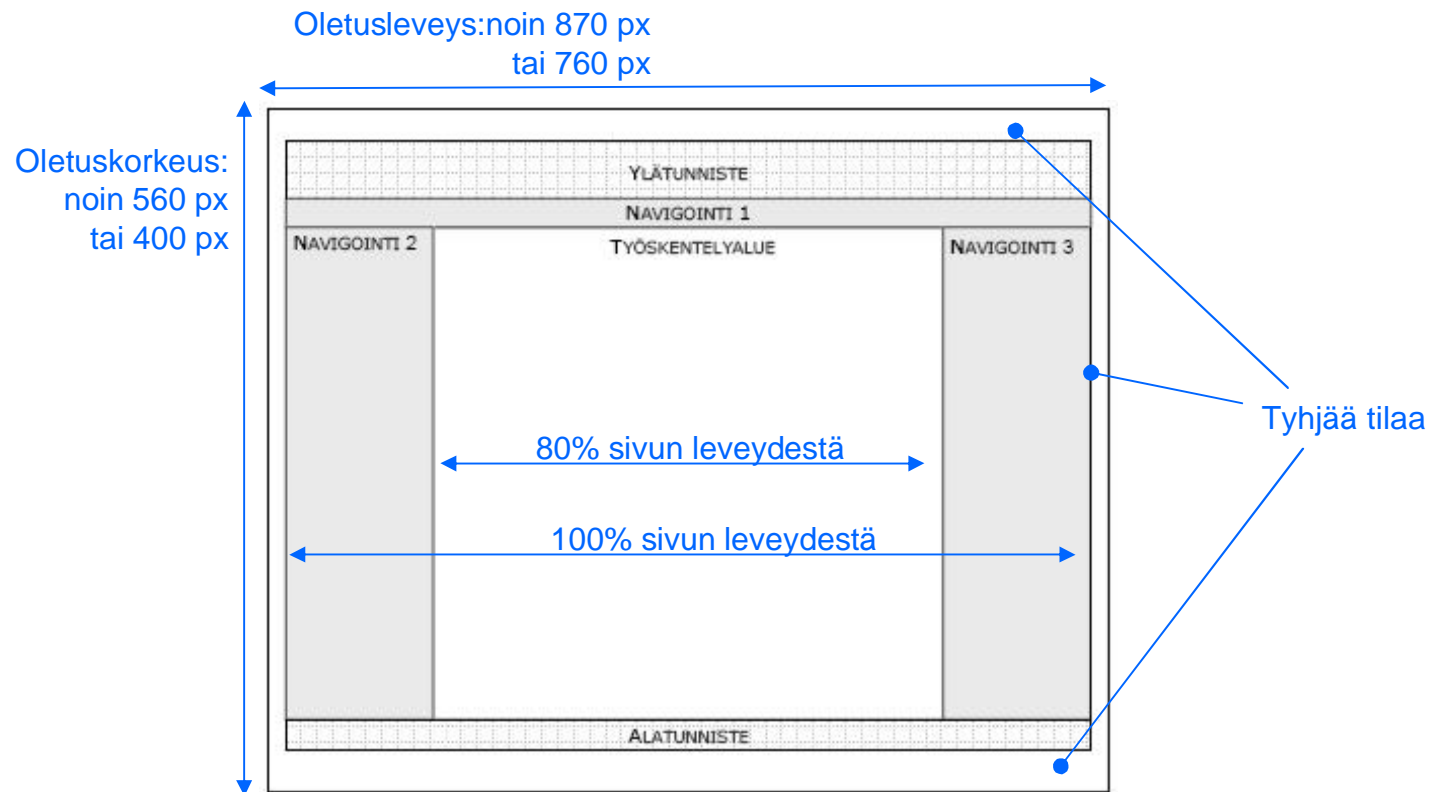 Oletusleveys:noin 870 px
tai 760 px
Oletuskorkeus:
noin 560 px
tai 400 px
YLÄTUNNISTE
NAVIGOINTI 1
NAVIGOINTI 2
TYÖSKENTELYALUE
NAVIGOINTI 3
Tyhjää tilaa
80% sivun leveydestä
100% sivun leveydestä
ALATUNNISTE